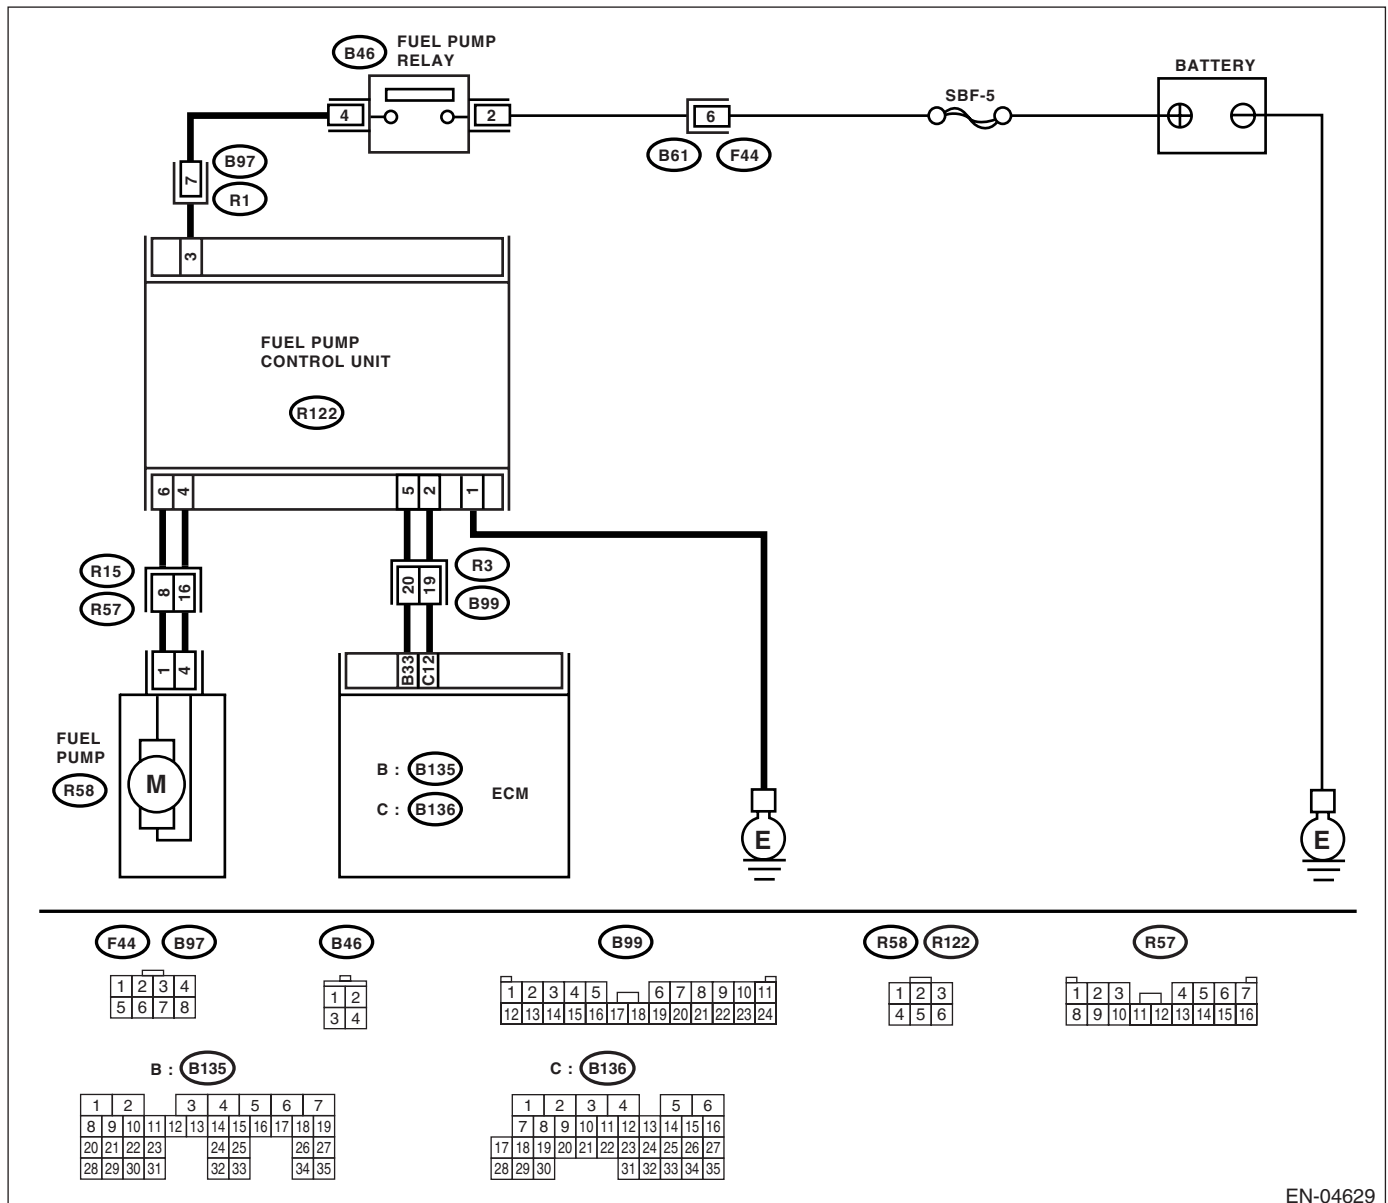 B46
FUEL PUMP
RELAY
BATTERY
SBF-5
4
2
6
B61
F44
7
B97
R1
3
FUEL PUMP
CONTROL UNIT
R122
6 4 5 2 1
R15
R57
8 16
R3
B99
20 19
1 4
B33 C12
FUEL
PUMP
R58
M
B : B135
C : B136
ECM
E
E
F44 B97
1 2 3 4
5 6 7 8
B46
1 2
3 4
B99
1 2 3 4 5 6 7 8 9 10 11
12 13 14 15 16 17 18 19 20 21 22 23 24
R58 R122
1 2 3
4 5 6
R57
1 2 3 4 5 6 7
8 9 10 11 12 13 14 15 16
B : B135
1 2 3 4 5 6 7
8 9 10 11 12 13 14 15 16 17 18 19
20 21 22 23 24 25 26 27
28 29 30 31 32 33 34 35
C : B136
1 2 3 4 5 6
7 8 9 10 11 12 13 14 15 16
17 18 19 20 21 22 23 24 25 26 27
28 29 30 31 32 33 34 35
EN-04629